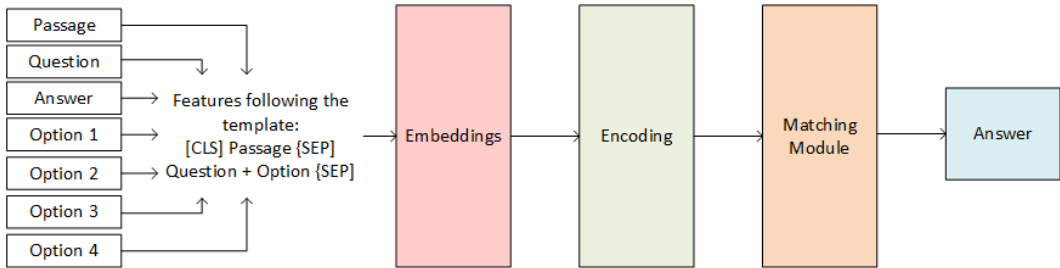 Passage
Question
Answer
Option 1
Option 2
Option 3
Option 4
Features following the
template:
[CLS] Passage {SEP]
Question + Option {SEP]
Embeddings
Encoding
Matching
Module
Answer